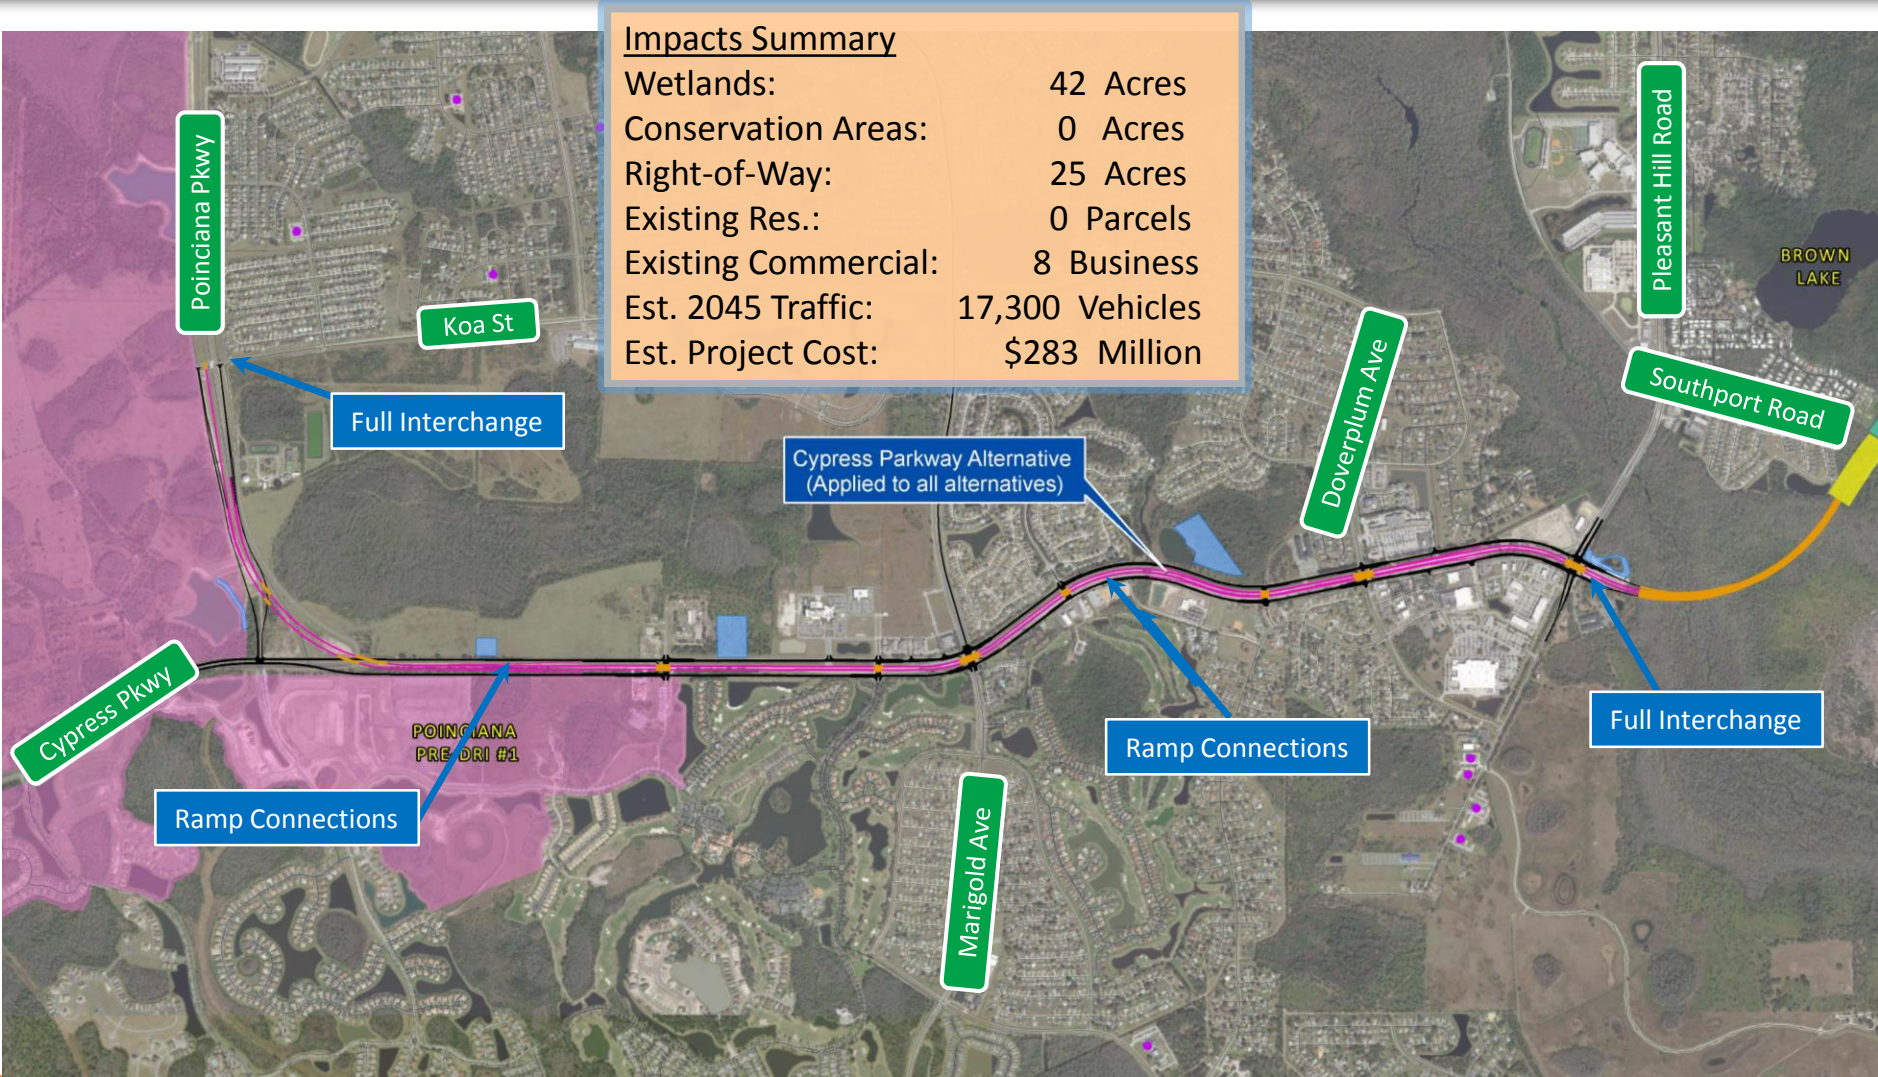 Impacts Summary
Wetlands: 42 Acres
Conservation Areas: 0 Acres
Right-of-Way: 25 Acres
Existing Res.: 0 Parcels
Existing Commercial: 8 Business
Est. 2045 Traffic: 17,300 Vehicles
Est. Project Cost: $283 Million
Poinciana Pkwy
Koa St
Full Interchange
Cypress Parkway Alternative
(Applied to all alternatives)
Doverplum Ave
Pleasant Hill Road
BROWN
LAKE
Southport Road
Cypress Pkwy
POINCIANA
PRE-DRI #1
Ramp Connections
Marigold Ave
Ramp Connections
Full Interchange